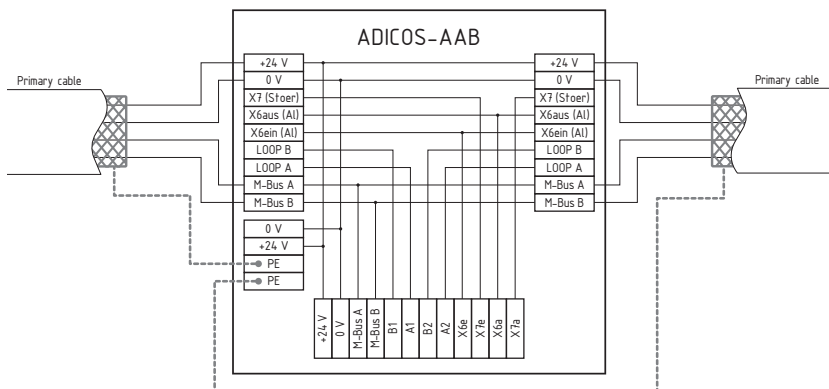 ADICOS-AAB
Primary cable
Primary cable
+24 V
0 V
X7 (Stoer)
X6aus (Al)
X6ein (Al)
LOOP B
LOOP A
M-Bus A
M-Bus B
+24 V
0 V
X7 (Stoer)
X6aus (Al)
X6ein (Al)
LOOP B
LOOP A
M-Bus A
M-Bus B
0 V
+24 V
PE
PE
+24 V
0 V
M-Bus A
M-Bus B
B1
A1
B2
A2
X6e
X7e
X6a
X7a